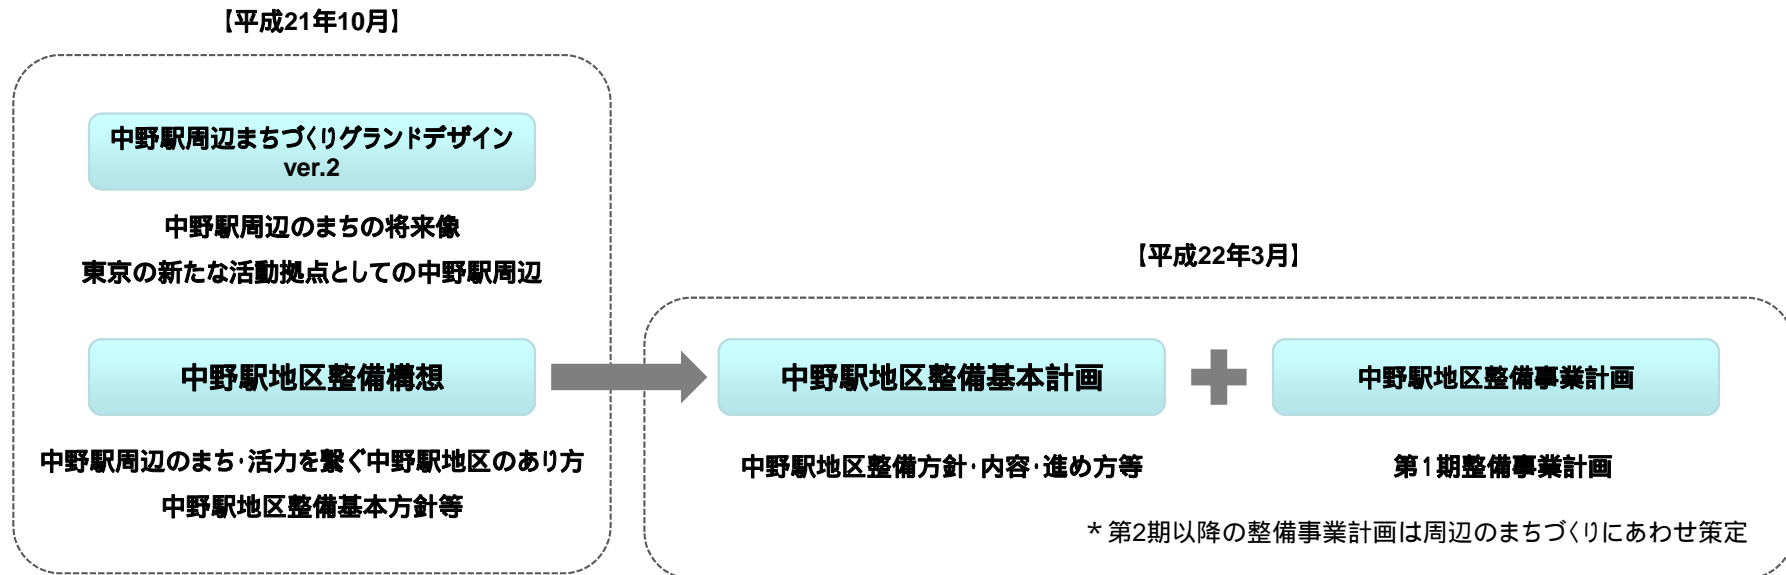 【平成21年10月】
中野駅周辺まちづくりグランドデザイン
ver.2
中野駅周辺のまちの将来像
東京の新たな活動拠点としての中野駅周辺
中野駅地区整備構想
中野駅周辺のまち・活力を繋ぐ中野駅地区のあり方
中野駅地区整備基本方針等
【平成22年3月】
中野駅地区整備基本計画
中野駅地区整備方針・内容・進め方等
中野駅地区整備事業計画
第1期整備事業計画
*第2期以降の整備事業計画は周辺のまちづくりにあわせ策定